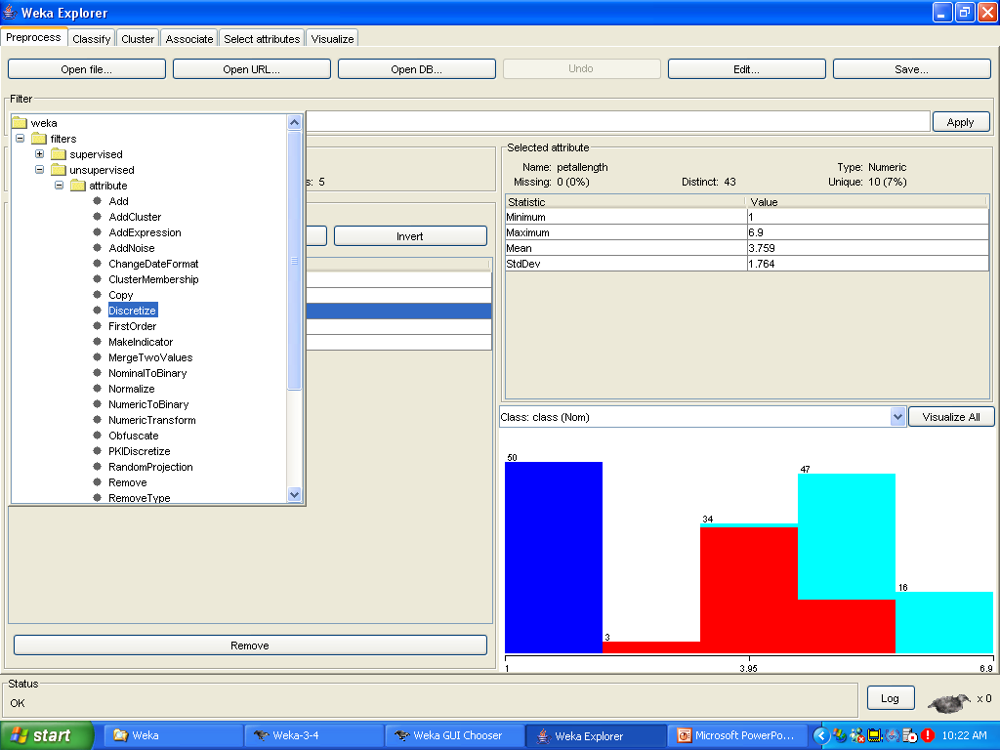 Weka Explorer
Preprocess Classify Cluster Associate Select attributes Visualize
Open file... Open URL... Open DB... Undo Edit... Save...
Filter
Apply
weka
filters
supervised
unsupervised
attribute
Add
AddCluster
AddExpression
AddNoise
ChangeDateFormat
ClusterMembership
Copy
Discretize
FirstOrder
MakeIndicator
MergeTwoValues
NominalToBinary
Normalize
NumericToBinary
NumericTransform
Obfuscate
PKIDiscretize
RandomProjection
Remove
RemoveType
s: 5
Invert
Remove
Selected attribute
Name: petallength Type: Numeric
Missing: 0 (0%) Distinct: 43 Unique: 10 (7%)
Statistic Value
Minimum 1
Maximum 6.9
Mean 3.759
StdDev 1.764
Class: class (Nom) Visualize All
50
47
34
16
3
1 3.95 6.9
Status
OK
Log x 0
start Weka Weka-3-4 Weka GUI Chooser Weka Explorer Microsoft PowerPo... 10:22 AM